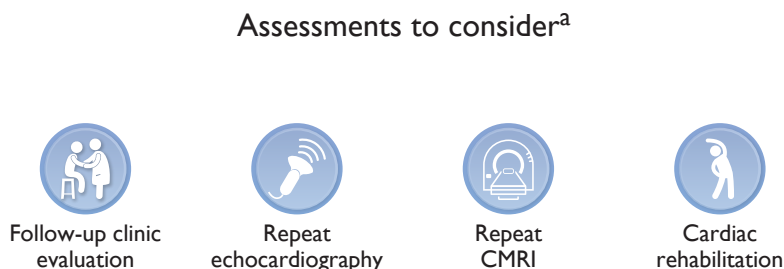 Assessments to considerᵃ
Follow-up clinic
evaluation
Repeat
echocardiography
Repeat
CMRI
Cardiac
rehabilitation